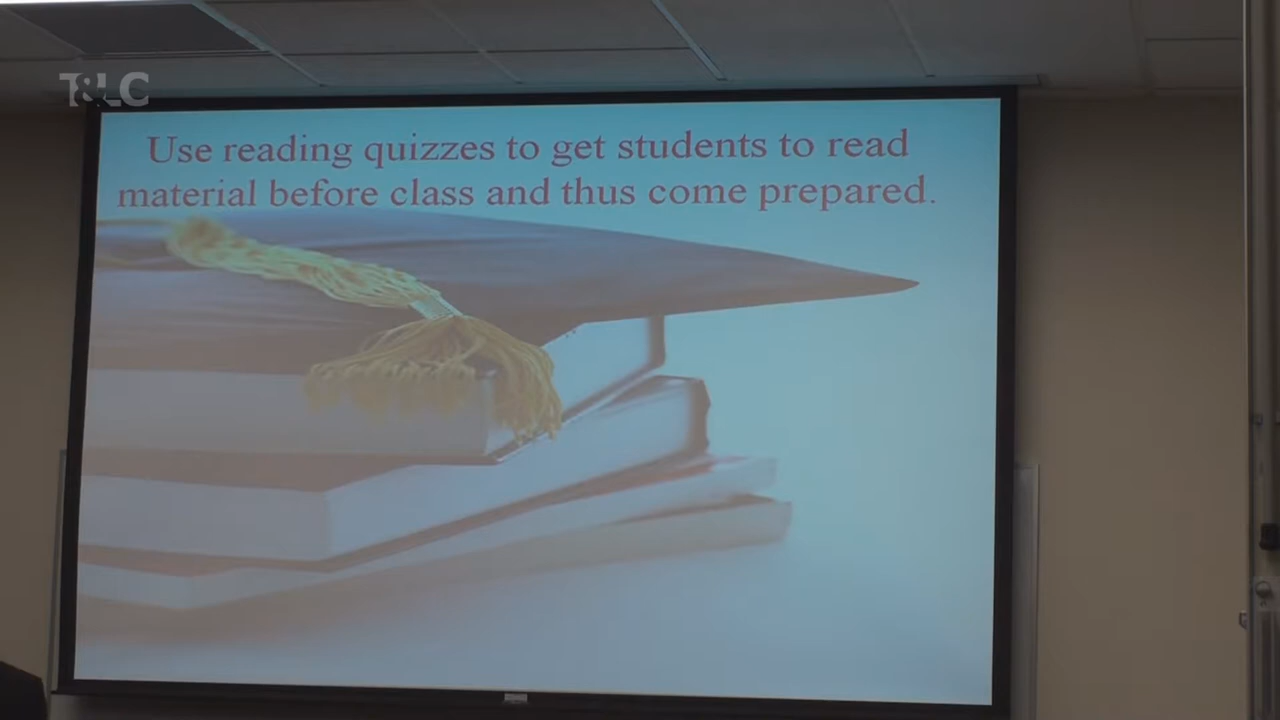 T&LC
Use reading quizzes to get students to read
material before class and thus come prepared.